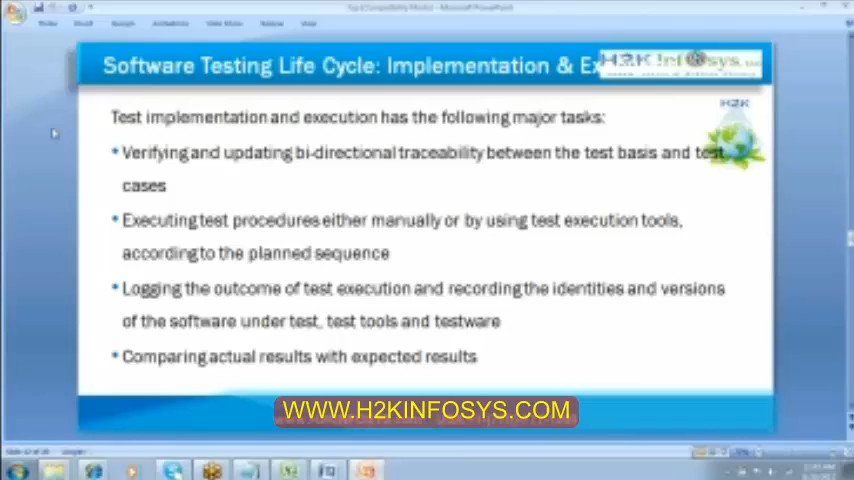 Software Testing Life Cycle: Implementation & Ex
H2K Infosys
H2K
Test implementation and execution has the following major tasks:
• Verifying and updating bi-directional traceability between the test basis and test
cases
• Executing test procedures either manually or by using test execution tools,
according to the planned sequence
• Logging the outcome of test execution and recording the identities and versions
of the software under test, test tools and testware
• Comparing actual results with expected results
WWW.H2KINFOSYS.COM